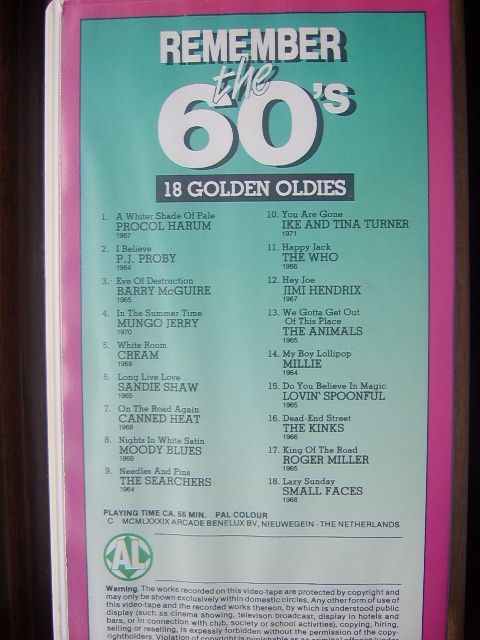 REMEMBER
the
60's
18 GOLDEN OLDIES
1. A Whiter Shade Of Pale
PROCOL HARUM
1967
2. I Believe
P.J. PROBY
1964
3. Eve Of Destruction
BARRY McGUIRE
1965
4. In The Summer Time
MUNGO JERRY
1970
5. White Room
CREAM
1968
6. Long Live Love
SANDIE SHAW
1965
7. On The Road Again
CANNED HEAT
1968
8. Nights In White Satin
MOODY BLUES
1968
9. Needles And Pins
THE SEARCHERS
1964
10. You Are Gone
IKE AND TINA TURNER
1971
11. Happy Jack
THE WHO
1966
12. Hey Joe
JIMI HENDRIX
1967
13. We Gotta Get Out
Of This Place
THE ANIMALS
1965
14. My Boy Lollipop
MILLIE
1964
15. Do You Believe In Magic
LOVIN' SPOONFUL
1965
16. Dead-End Street
THE KINKS
1966
17. King Of The Road
ROGER MILLER
1965
18. Lazy Sunday
SMALL FACES
1968
PLAYING TIME CA. 55 MIN. PAL COLOUR
C MCMLXXXIX ARCADE BENELUX BV, NIEUWEGEIN - THE NETHERLANDS
AL
Warning. The works recorded on this video-tape are protected by copyright and
may only be shown exclusively within domestic circles. Any other form of use of
this video-tape and the recorded works thereon, by which is understood public
display (such as cinema showing, televison broadcast, display in hotels and
bars, or in connection with club, society or school activities), copying, hiring,
selling or reselling, is expessly forbidden without the permission of the copy-
rightholders. Violation of copyright is punishable as